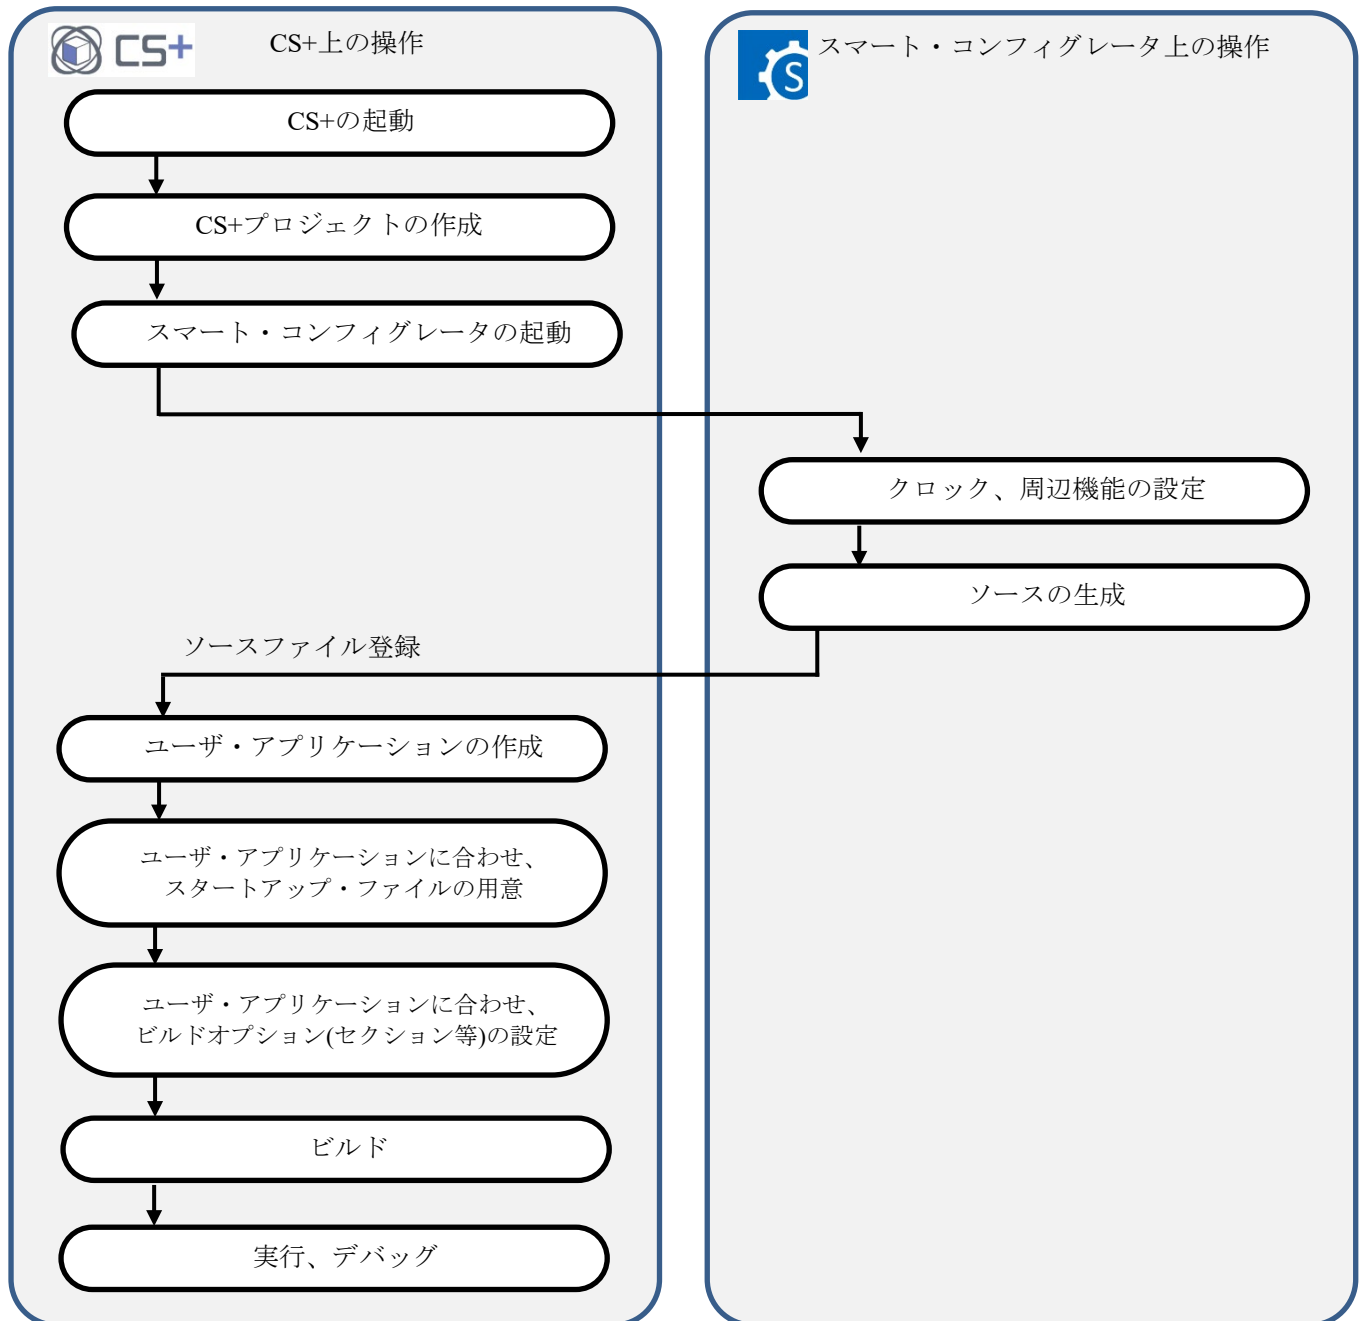 CS+
CS+上の操作
CS+の起動
CS+プロジェクトの作成
スマート・コンフィグレータの起動
S
スマート・コンフィグレータ上の操作
クロック、周辺機能の設定
ソースの生成
ソースファイル登録
ユーザ・アプリケーションの作成
ユーザ・アプリケーションに合わせ、
スタートアップ・ファイルの用意
ユーザ・アプリケーションに合わせ、
ビルドオプション(セクション等)の設定
ビルド
実行、デバッグ